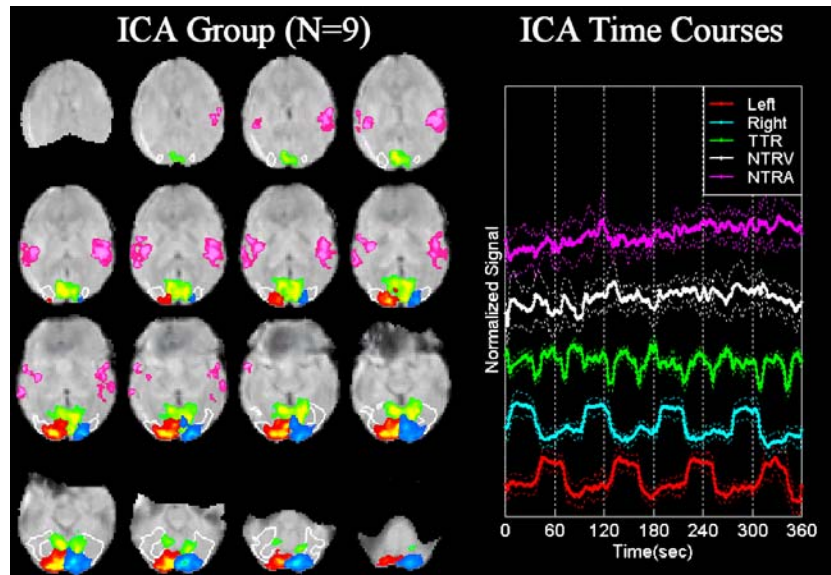 ICA Group (N=9)
ICA Time Courses
Left
Right
TTR
NTRV
NTRA
Normalized Signal
0 60 120 180 240 300 360
Time(sec)